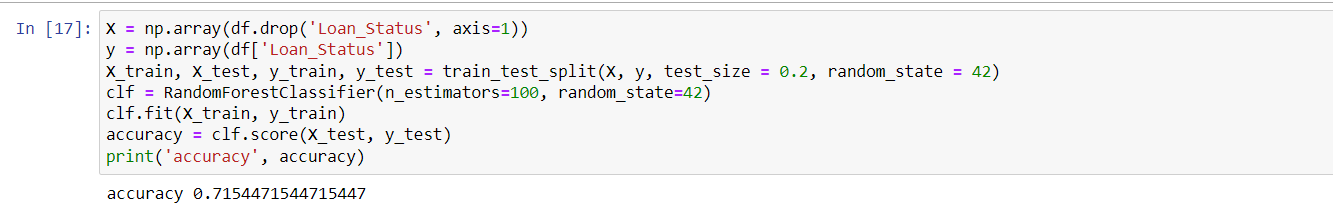 In [17]: X = np.array(df.drop('Loan_Status', axis=1))
y = np.array(df['Loan_Status'])
X_train, X_test, y_train, y_test = train_test_split(X, y, test_size = 0.2, random_state = 42)
clf = RandomForestClassifier(n_estimators=100, random_state=42)
clf.fit(X_train, y_train)
accuracy = clf.score(X_test, y_test)
print('accuracy', accuracy)
accuracy 0.7154471544715447